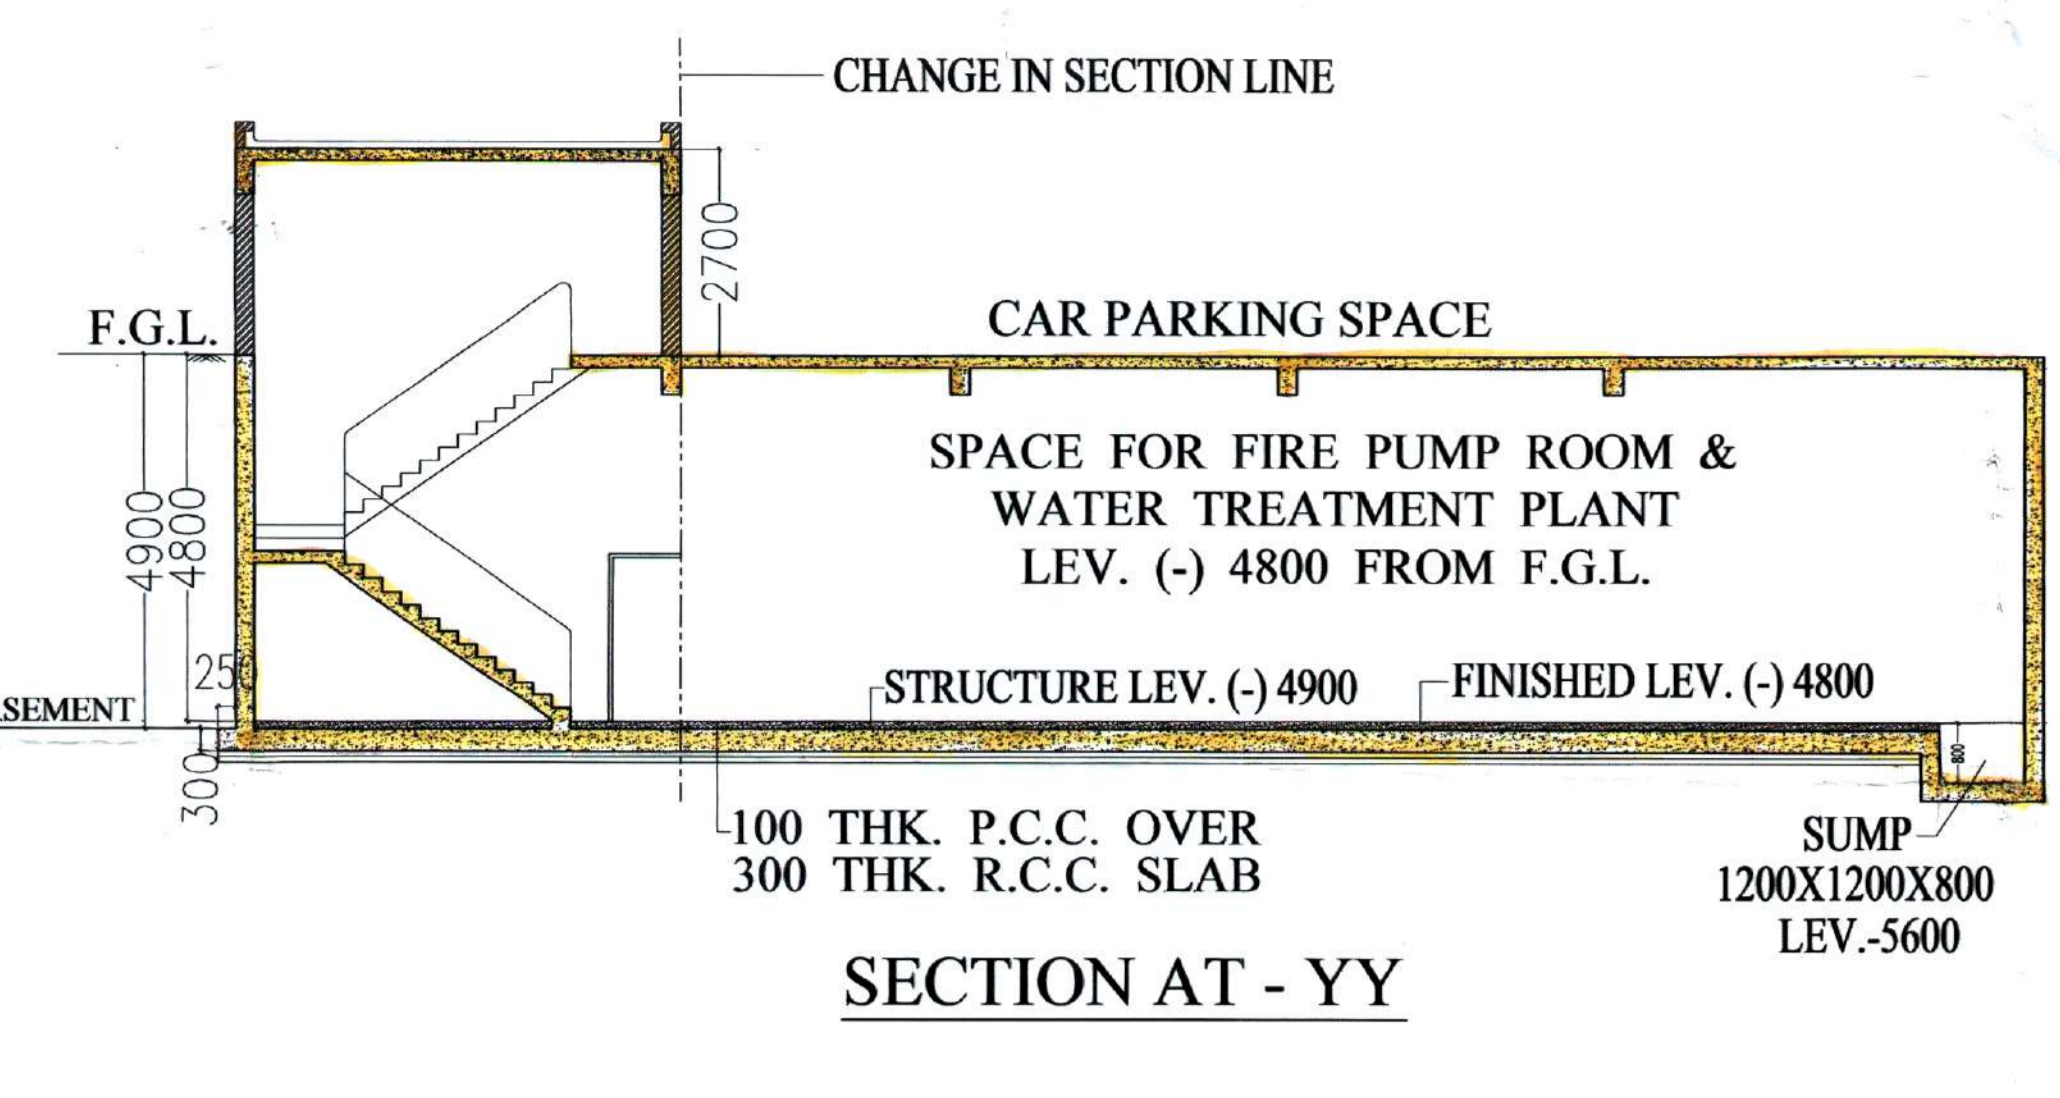 CHANGE IN SECTION LINE
2700
F.G.L.
CAR PARKING SPACE
SPACE FOR FIRE PUMP ROOM &
WATER TREATMENT PLANT
LEV. (-) 4800 FROM F.G.L.
4900
4800
250
SEMENT
STRUCTURE LEV. (-) 4900
FINISHED LEV. (-) 4800
800
300
100 THK. P.C.C. OVER
300 THK. R.C.C. SLAB
SUMP
1200X1200X800
LEV.-5600
SECTION AT - YY